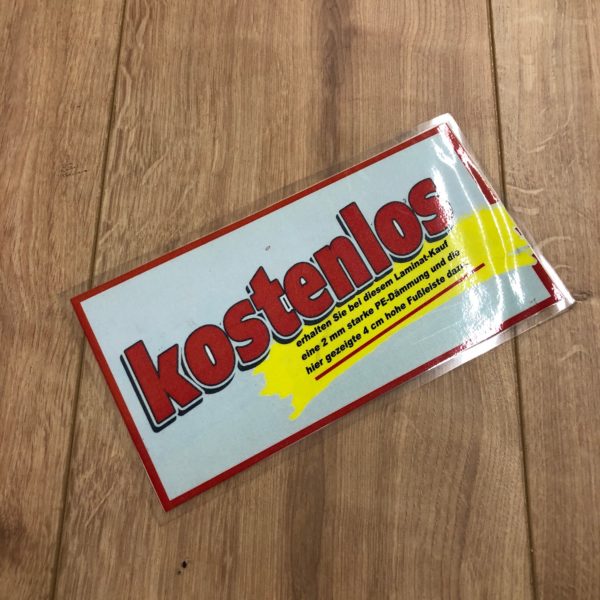 kostenlos
erhalten Sie bei diesem Laminat-Kauf
eine 2 mm starke PE-Dämmung und die
hier gezeigte 4 cm hohe Fußleiste dazu